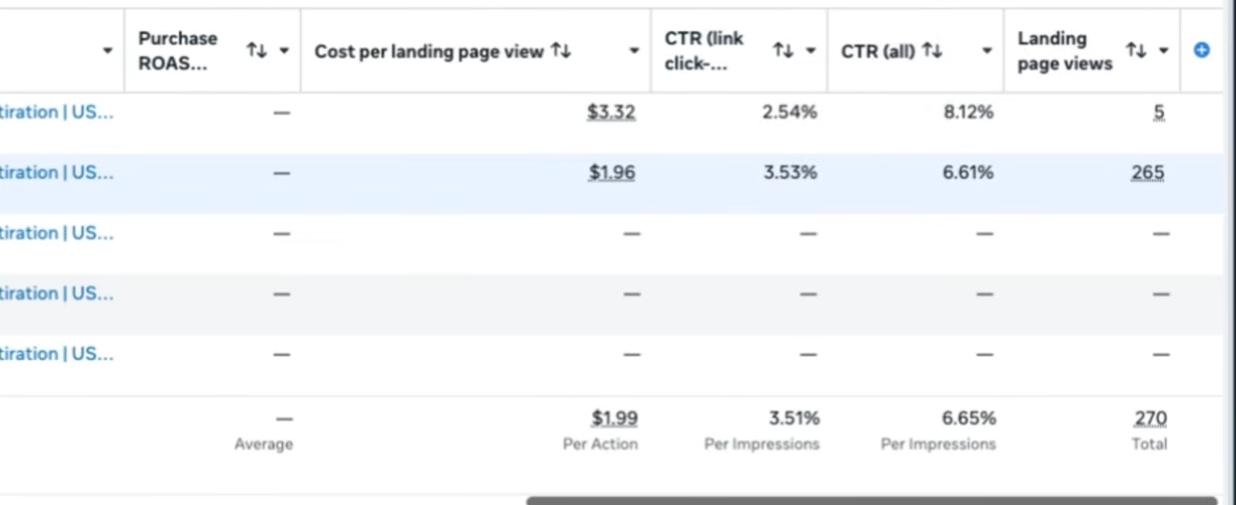 Purchase ROAS...
Cost per landing page view
CTR (link click-...
CTR (all)
Landing page views
tiration | US... — $3.32 2.54% 8.12% 5
tiration | US... — $1.96 3.53% 6.61% 265
tiration | US... — — — — —
tiration | US... — — — — —
tiration | US... — — — — —
— $1.99 3.51% 6.65% 270
Average Per Action Per Impressions Per Impressions Total